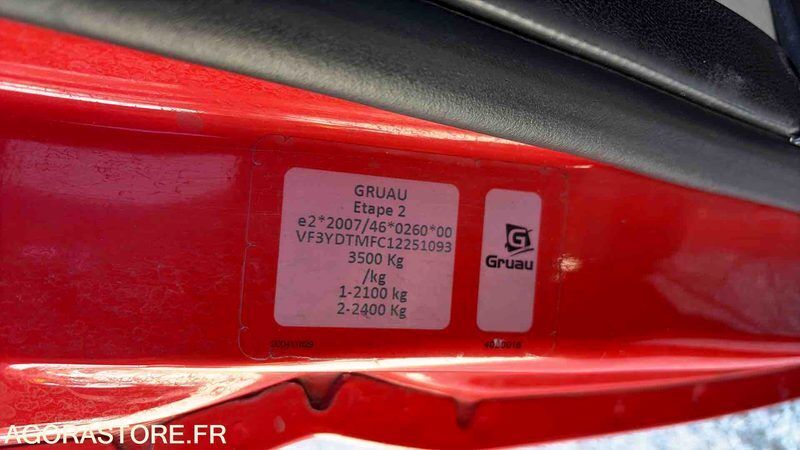 GRUAU
Etape 2
e2*2007/46*0260*00
VF3YDTMFC12251093
3500 Kg
/kg
1-2100 kg
2-2400 Kg
G
Gruau
AGORASTORE.FR